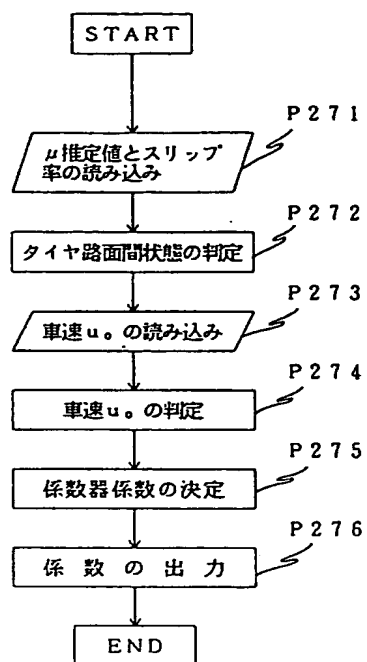 START
P271
μ推定値とスリップ
率の読み込み
P272
タイヤ路面間状態の判定
P273
車速u。の読み込み
P274
車速u。の判定
P275
係数器係数の決定
P276
係数の出力
END